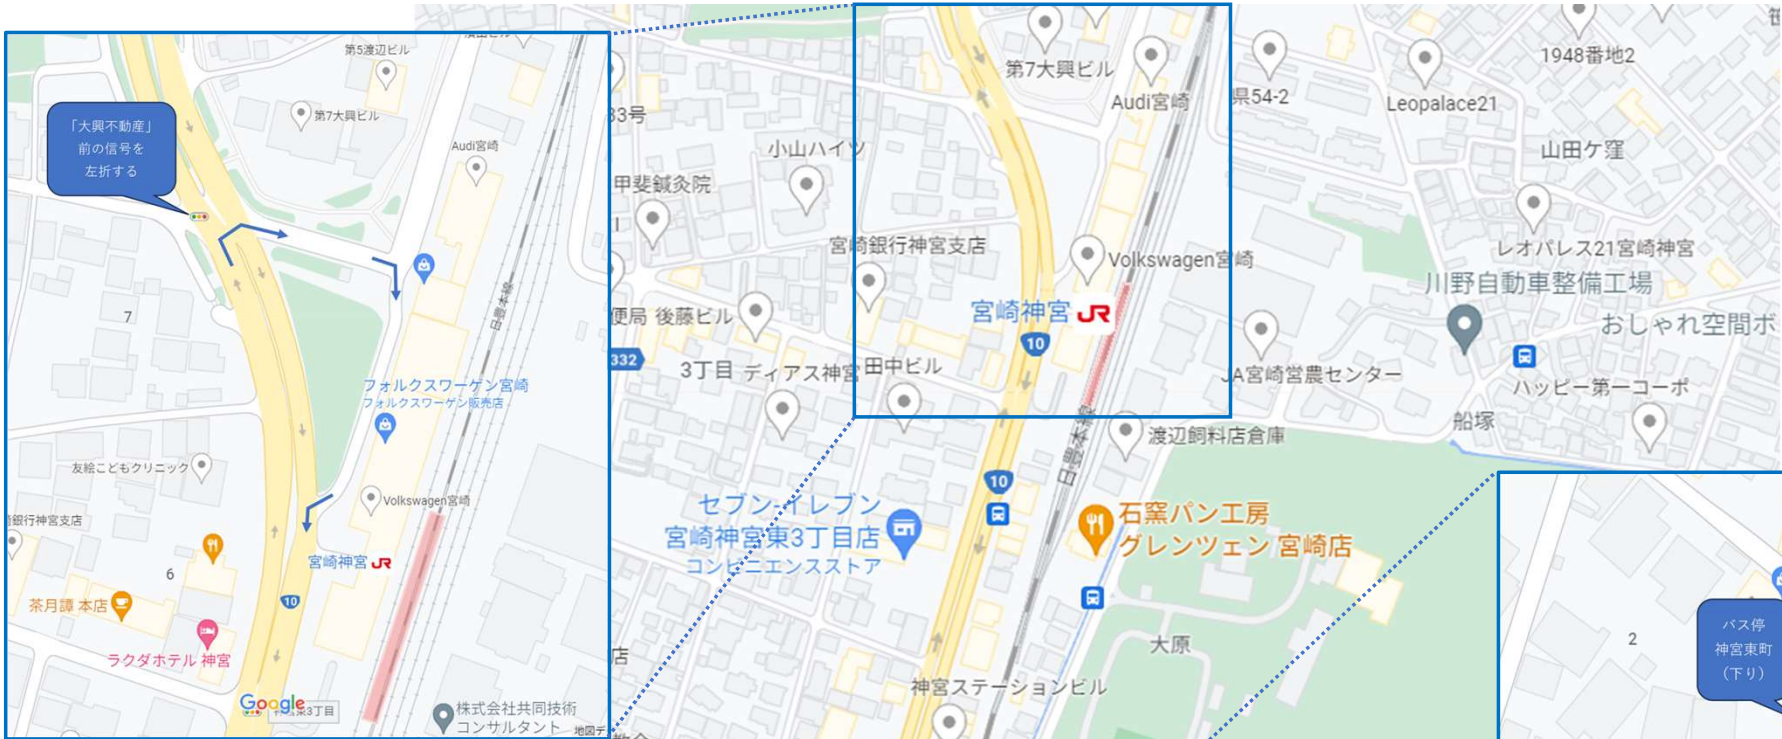 第5渡辺ビル
「大興不動産」
前の信号を
左折する
第7大興ビル
Audi宮崎
日豊本線
7
フォルクスワーゲン宮崎
フォルクスワーゲン販売店
友絵こどもクリニック
Volkswagen宮崎
銀行神宮支店
宮崎神宮 JR
6
10
茶月譚 本店
ラクダホテル 神宮
Google
東3丁目
株式会社共同技術
コンサルタント
地図デ
第7大興ビル
Audi宮崎
県54-2
1948番地2
Leopalace21
33号
小山ハイツ
山田ケ窪
甲斐鍼灸院
宮崎銀行神宮支店
レオパレス21宮崎神宮
Volkswagen宮崎
川野自動車整備工場
便局 後藤ビル
宮崎神宮 JR
おしゃれ空間ボ
10
332
3丁目
ディアス神宮
田中ビル
JA宮崎営農センター
ハッピー第一コーポ
船塚
渡辺飼料店倉庫
日豊本線
10
セブン-イレブン
宮崎神宮東3丁目店
コンビニエンスストア
石窯パン工房
グレンツェン 宮崎店
大原
店
神宮ステーションビル
2
バス停
神宮東町
（下り）